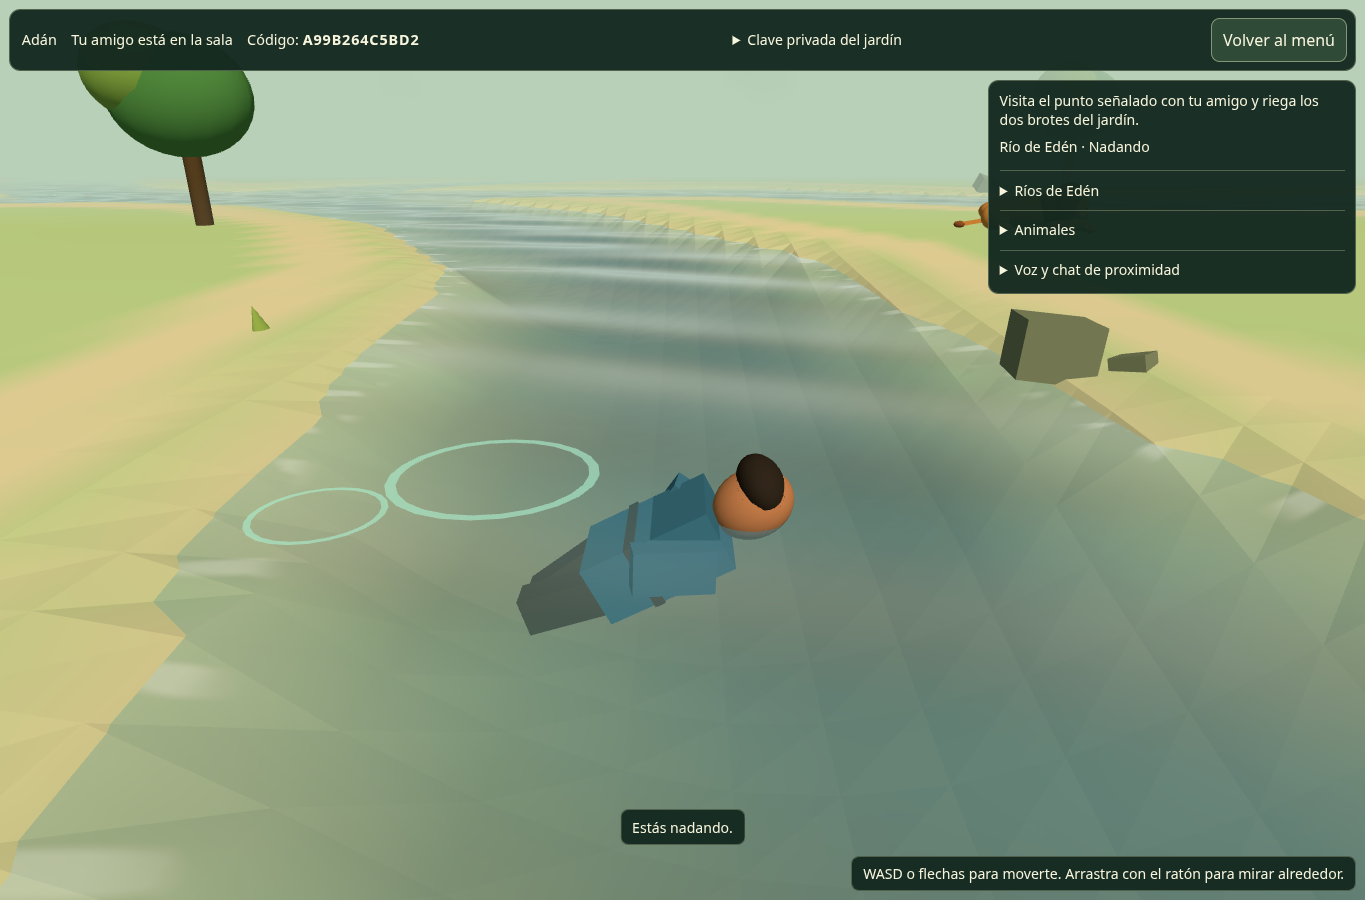 Adán Tu amigo está en la sala Código: A99B264C5BD2 ▶ Clave privada del jardín Volver al menú
Visita el punto señalado con tu amigo y riega los
dos brotes del jardín.
Río de Edén · Nadando
▶ Ríos de Edén
▶ Animales
▶ Voz y chat de proximidad
Estás nadando.
WASD o flechas para moverte. Arrastra con el ratón para mirar alrededor.